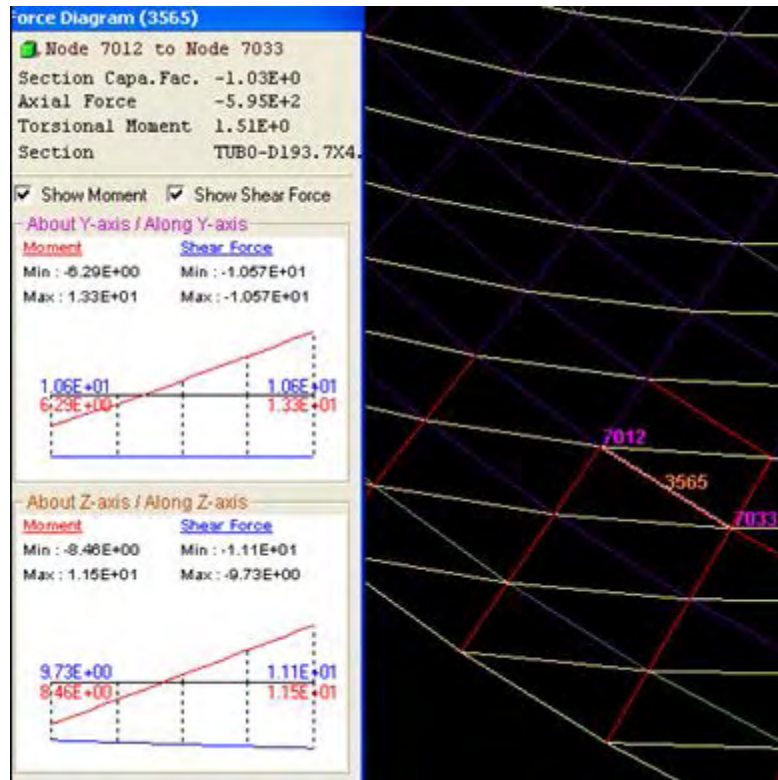 Force Diagram (3565)
Node 7012 to Node 7033
Section Capa.Fac. -1.03E+0
Axial Force -5.95E+2
Torsional Moment 1.51E+0
Section TUBO-D193.7X4.
Show Moment Show Shear Force
About Y-axis / Along Y-axis
Moment Shear Force
Min : -6.29E+00 Min : -1.057E+01
Max : 1.33E+01 Max : -1.057E+01
1.06E+01 1.06E+01
6.29E+00 1.33E+01
About Z-axis / Along Z-axis
Moment Shear Force
Min : -8.46E+00 Min : -1.11E+01
Max : 1.15E+01 Max : -9.73E+00
9.73E+00 1.11E+01
8.46E+00 1.15E+01
7012
3565
7033